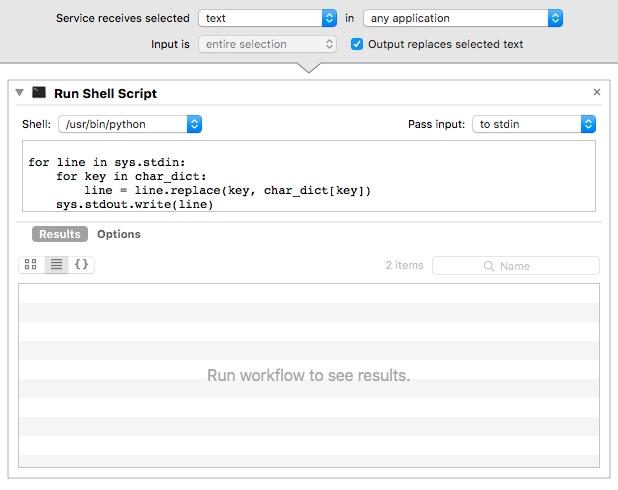 Service receives selected text in any application
Input is entire selection Output replaces selected text
Run Shell Script
Shell: /usr/bin/python Pass input: to stdin
for line in sys.stdin:
    for key in char_dict:
        line = line.replace(key, char_dict[key])
    sys.stdout.write(line)
Results Options
{} 2 items Name
Run workflow to see results.